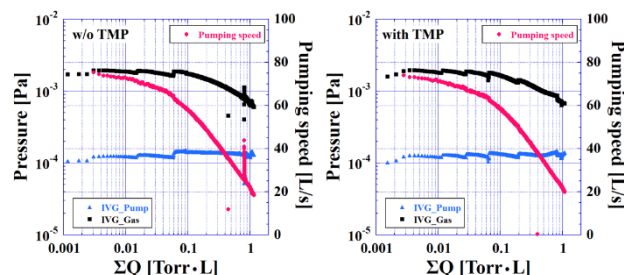 w/o TMP
Pumping speed
Pressure [Pa]
10-2
10-3
10-4
10-5
100
80
60
40
20
0
Pumping speed [L/s]
IVG_Pump
IVG_Gas
0.001
0.01
0.1
1
ΣQ [Torr·L]
with TMP
Pumping speed
Pressure [Pa]
10-2
10-3
10-4
10-5
100
80
60
40
20
0
Pumping speed [L/s]
IVG_Pump
IVG_Gas
0.001
0.01
0.1
1
ΣQ [Torr·L]